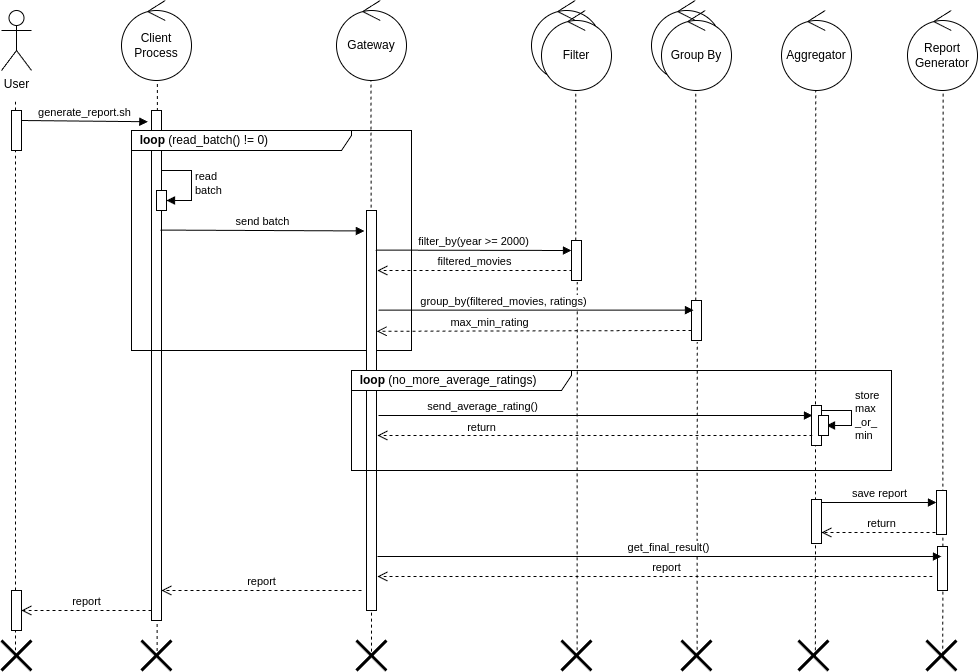 User
Client
Process
Gateway
Filter
Group By
Aggregator
Report
Generator
generate_report.sh
loop (read_batch() != 0)
read
batch
send batch
filter_by(year >= 2000)
filtered_movies
group_by(filtered_movies, ratings)
max_min_rating
loop (no_more_average_ratings)
send_average_rating()
return
store
max
_or_
min
save report
return
get_final_result()
report
report
report